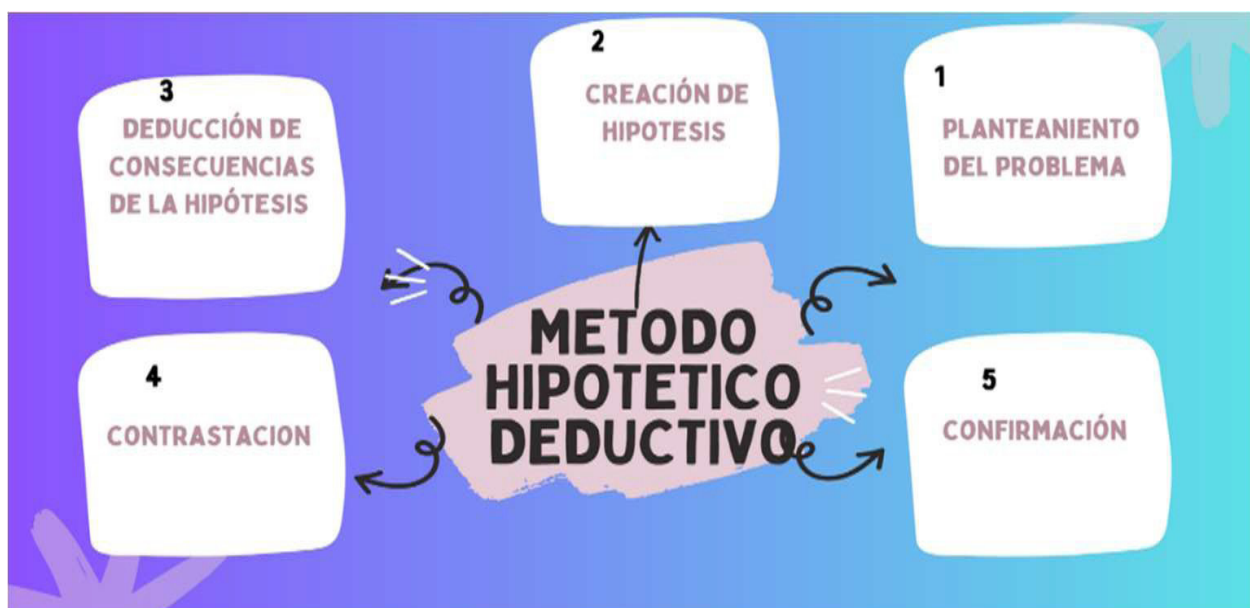 METODO
HIPOTETICO
DEDUCTIVO
1
PLANTEANIENTO
DEL PROBLEMA
2
CREACIÓN DE
HIPOTESIS
3
DEDUCCIÓN DE
CONSECUENCIAS
DE LA HIPÓTESIS
4
CONTRASTACION
5
CONFIRMACIÓN